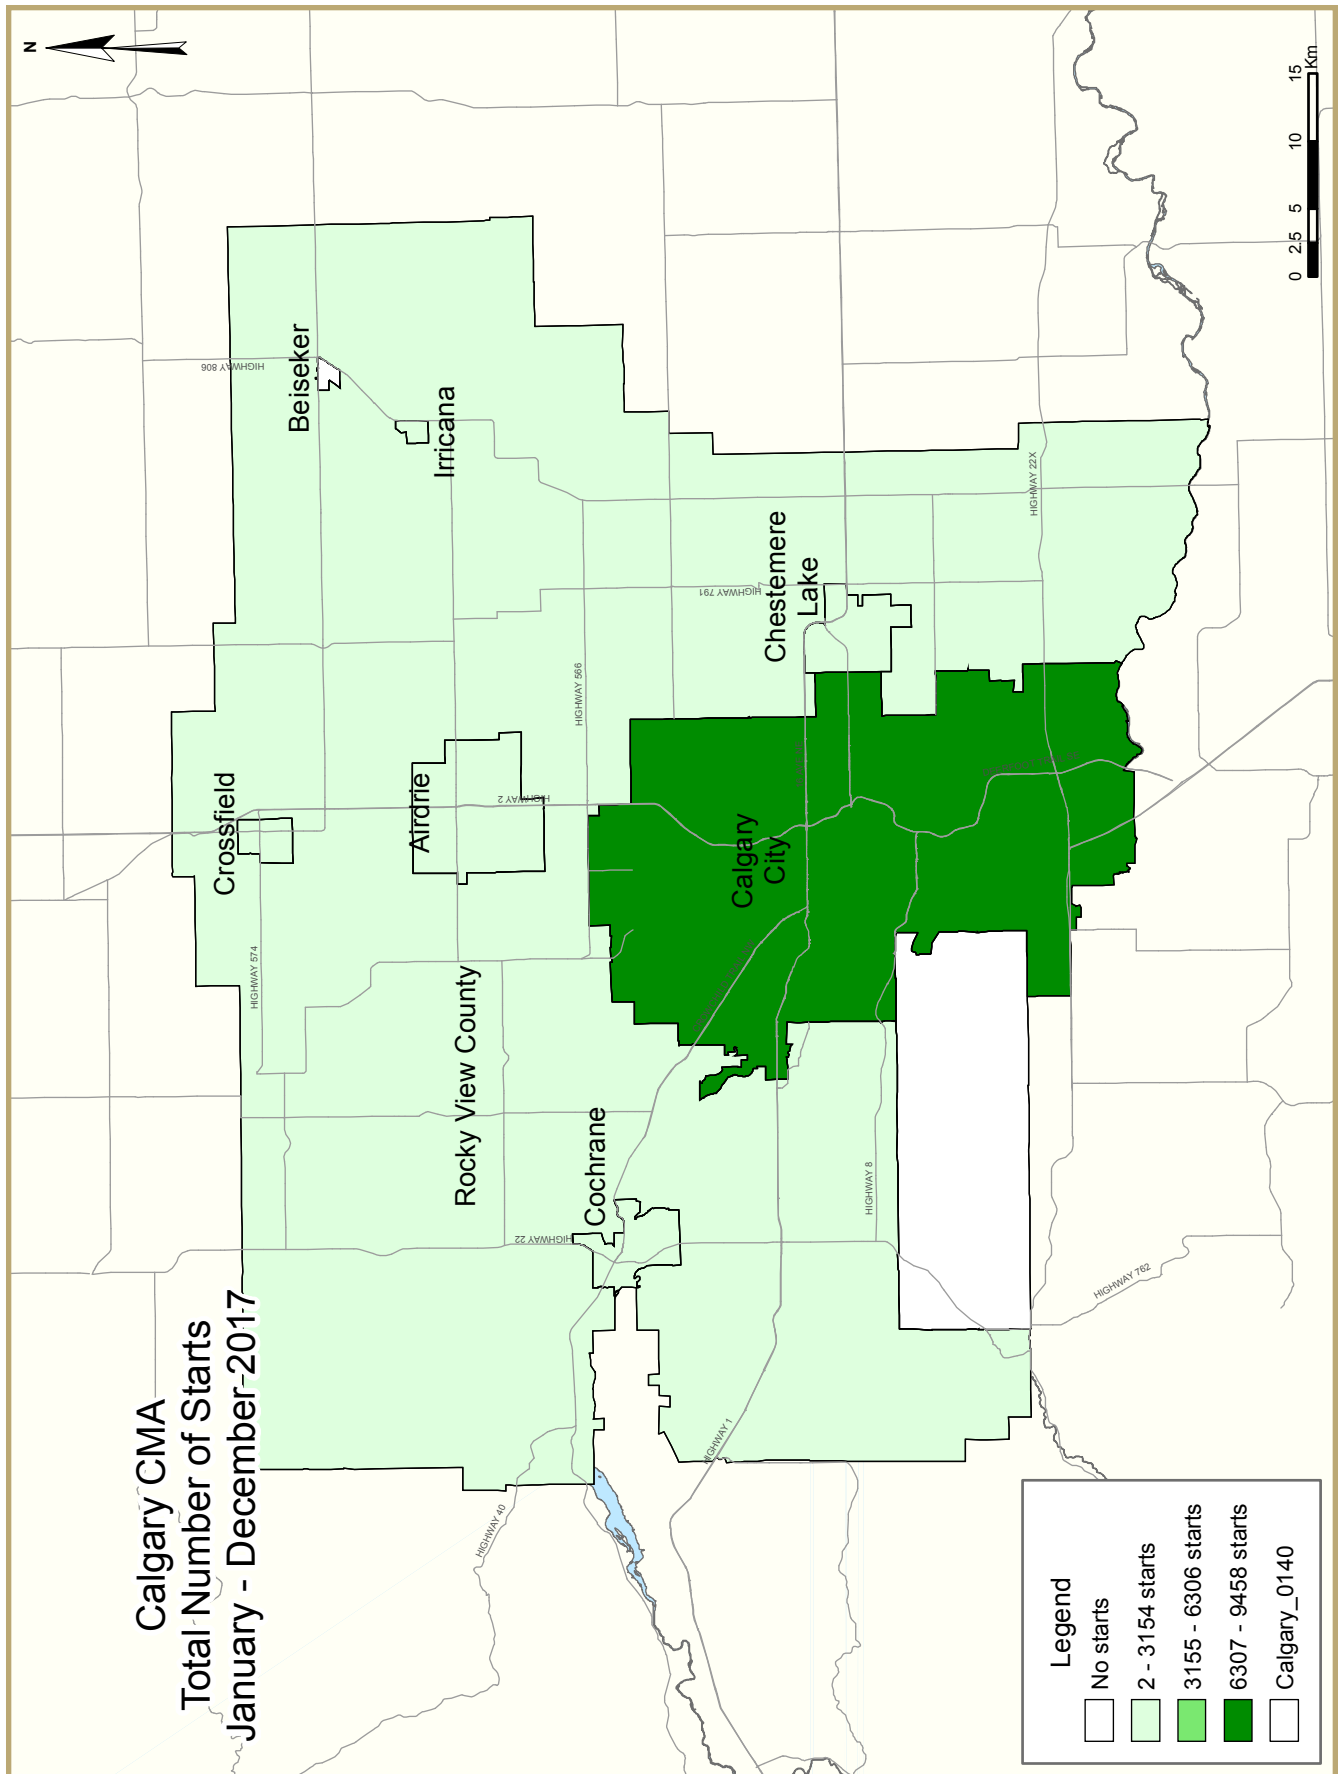 Calgary CMA
Total Number of Starts
January - December 2017
N
Crossfield
Beiseker
Irricana
Airdrie
Rocky View County
Cochrane
Calgary
City
Chestemere
Lake
HIGHWAY 806
HIGHWAY 574
HIGHWAY 2
HIGHWAY 566
HIGHWAY 791
HIGHWAY 22
HIGHWAY 40
HIGHWAY 1
HIGHWAY 8
HIGHWAY 22X
HIGHWAY 762
Legend
No starts
2 - 3154 starts
3155 - 6306 starts
6307 - 9458 starts
Calgary_0140
0 2.5 5 10 15
Km